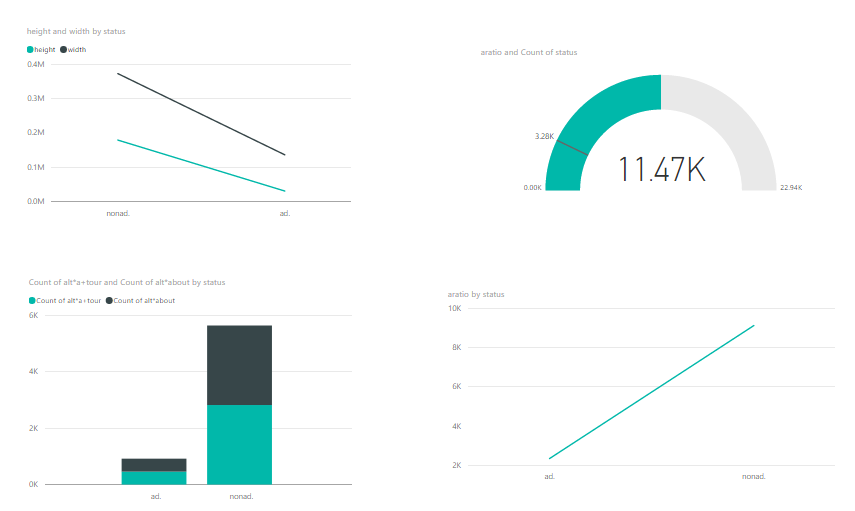 height and width by status
height width
0.4M
0.3M
0.2M
0.1M
0.0M
nonad. ad.
aratio and Count of status
3.28K
11.47K
0.00K 22.94K
Count of alt*a+tour and Count of alt*about by status
Count of alt*a+tour Count of alt*about
6K
4K
2K
0K
ad. nonad.
aratio by status
10K
8K
6K
4K
2K
ad. nonad.